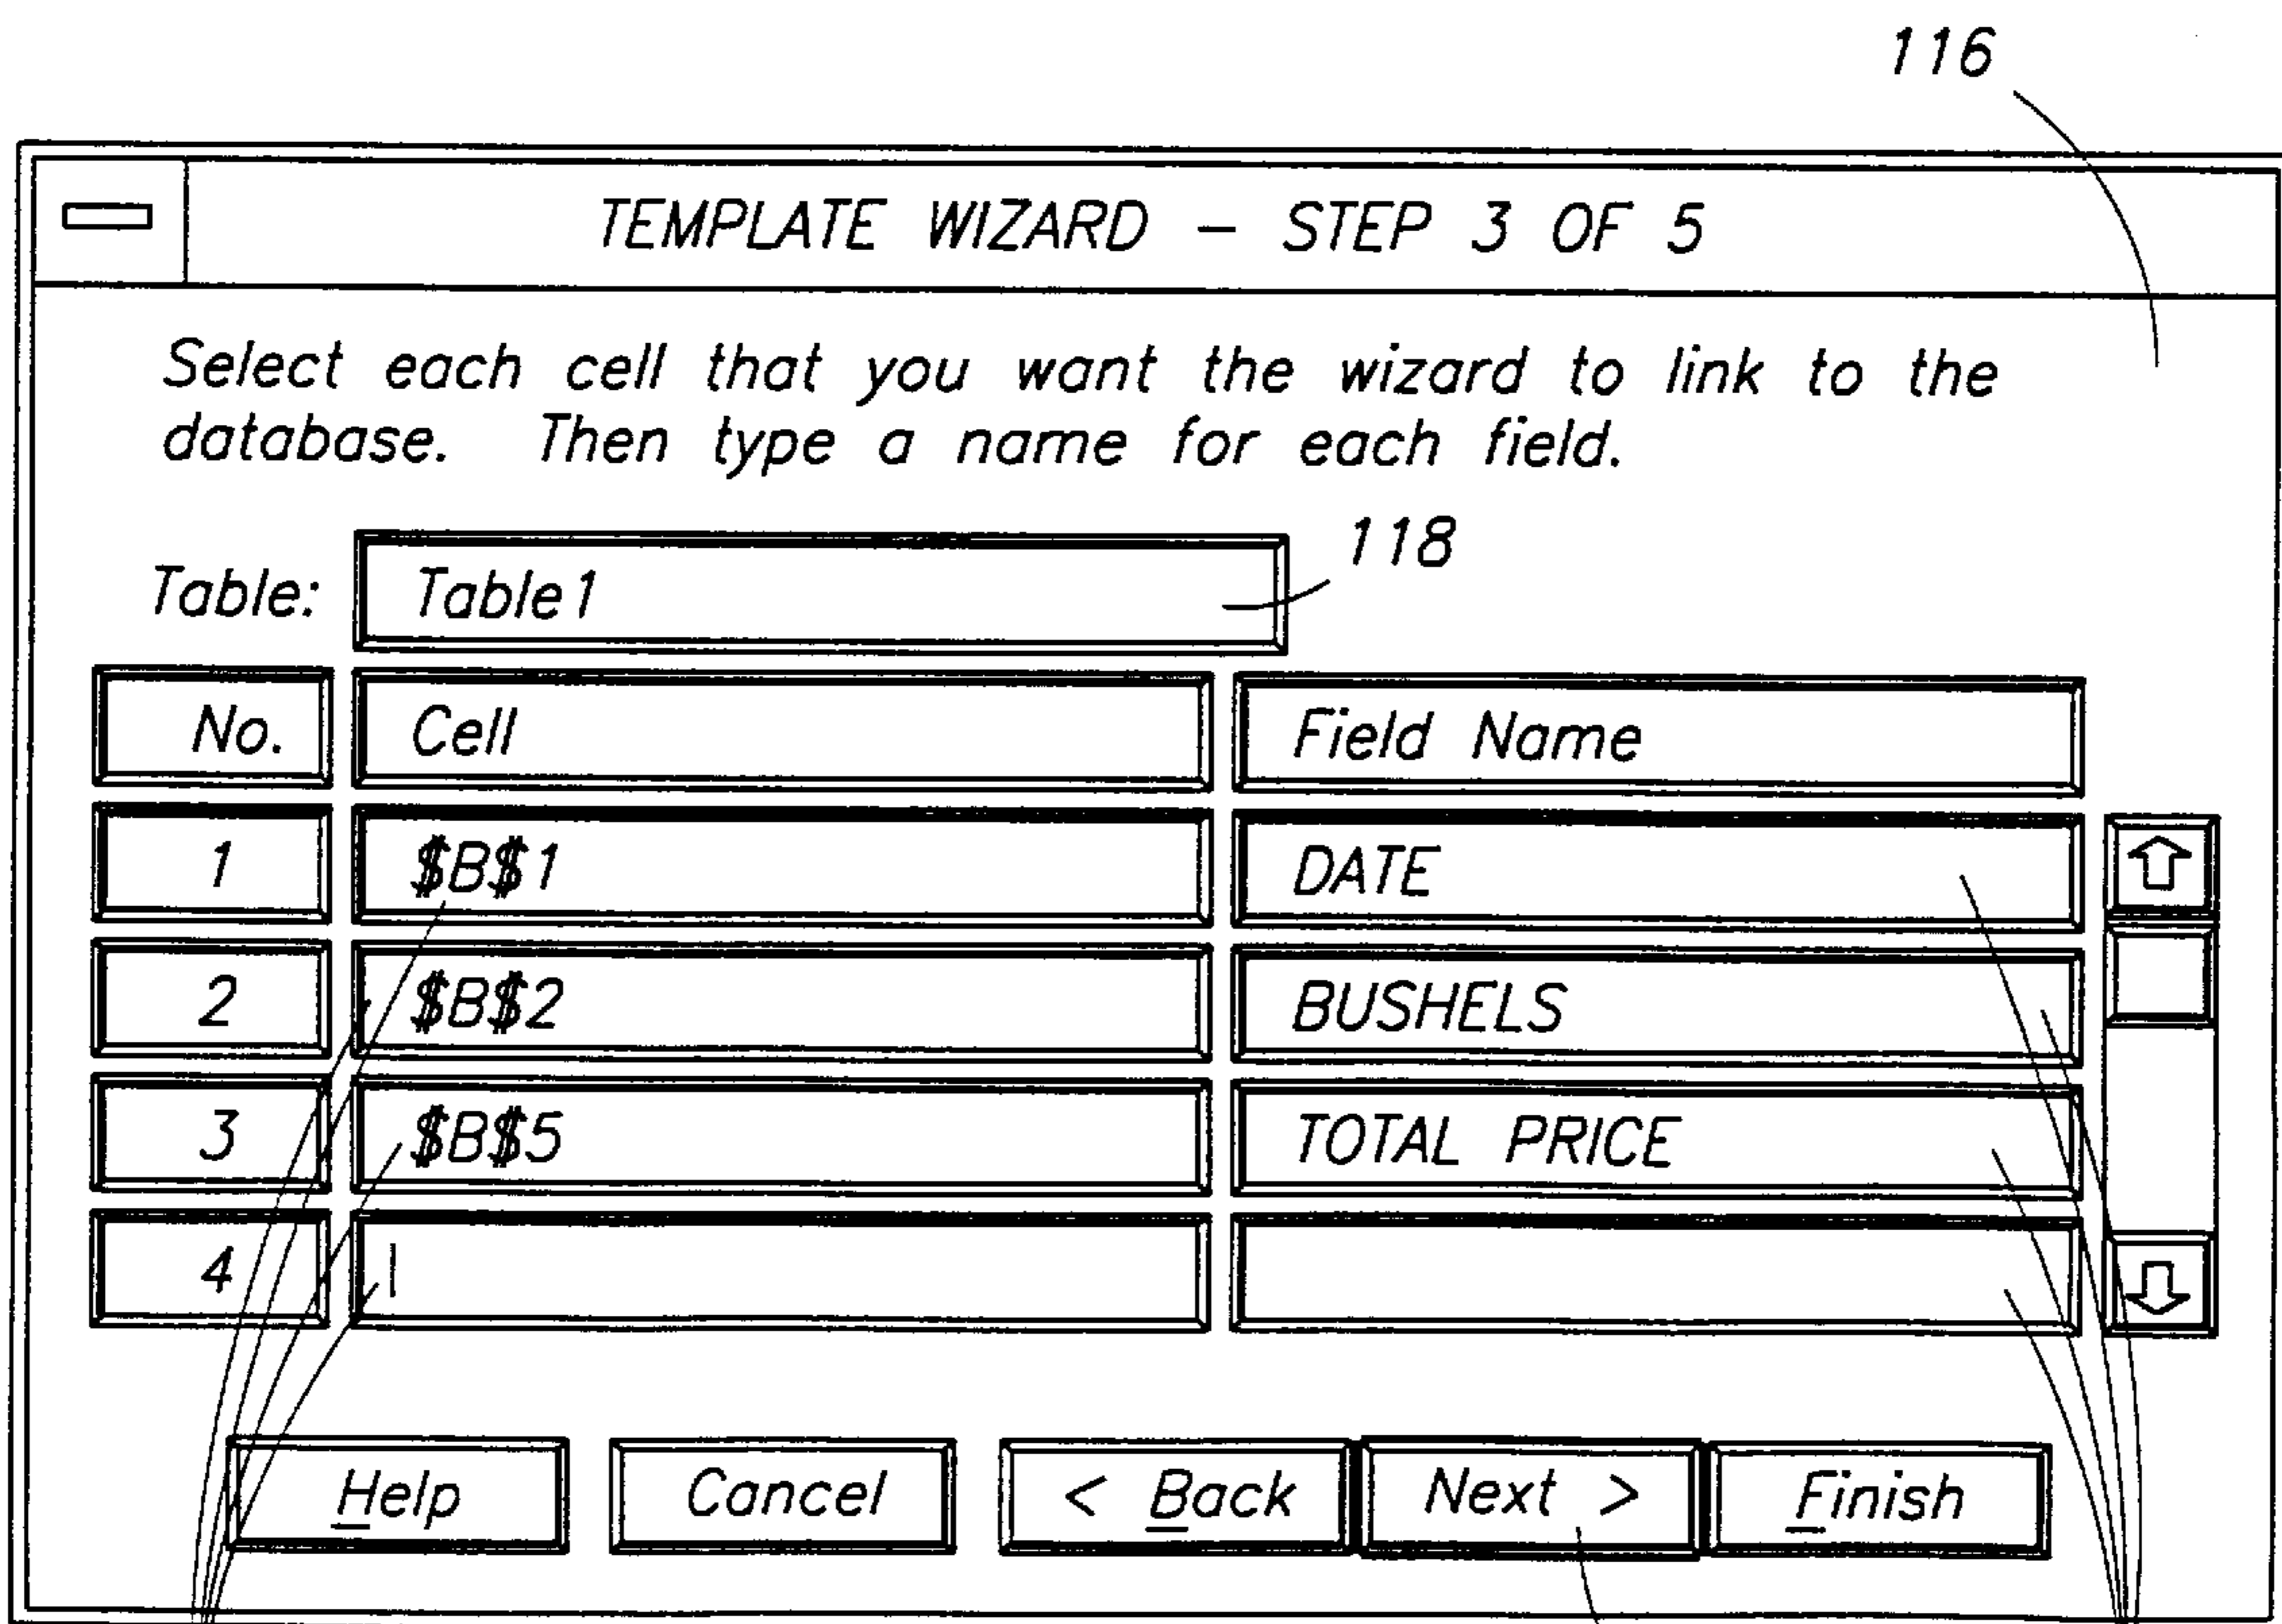 116
TEMPLATE WIZARD – STEP 3 OF 5
Select each cell that you want the wizard to link to the
database. Then type a name for each field.
118
Table: Table1
No. Cell Field Name
1 $B$1 DATE
2 $B$2 BUSHELS
3 $B$5 TOTAL PRICE
4
Help Cancel < Back Next > Finish